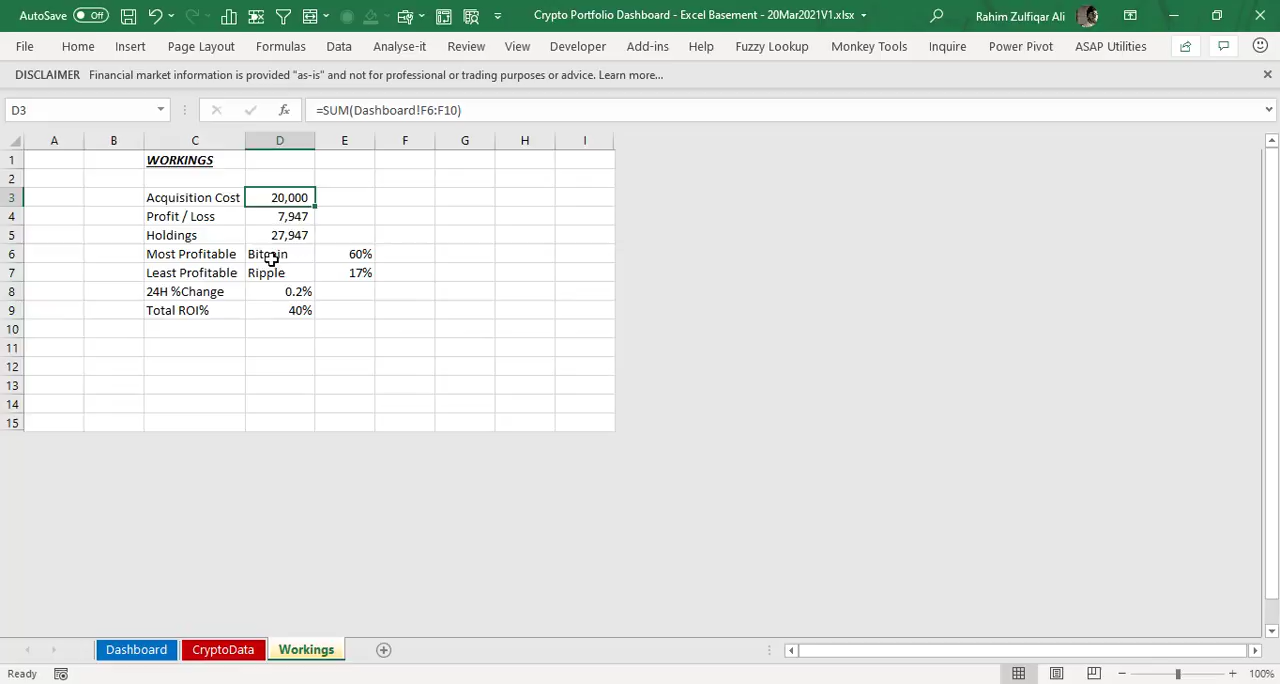 AutoSave Off Crypto Portfolio Dashboard - Excel Basement - 20Mar2021V1.xlsx Rahim Zulfiqar Ali
File Home Insert Page Layout Formulas Data Analyse-it Review View Developer Add-ins Help Fuzzy Lookup Monkey Tools Inquire Power Pivot ASAP Utilities
DISCLAIMER Financial market information is provided "as-is" and not for professional or trading purposes or advice. Learn more...
D3 fx =SUM(Dashboard!F6:F10)
A B C D E F G H I
1 WORKINGS
2
3 Acquisition Cost 20,000
4 Profit / Loss 7,947
5 Holdings 27,947
6 Most Profitable Bitcoin 60%
7 Least Profitable Ripple 17%
8 24H %Change 0.2%
9 Total ROI% 40%
10
11
12
13
14
15
Dashboard CryptoData Workings
Ready 100%